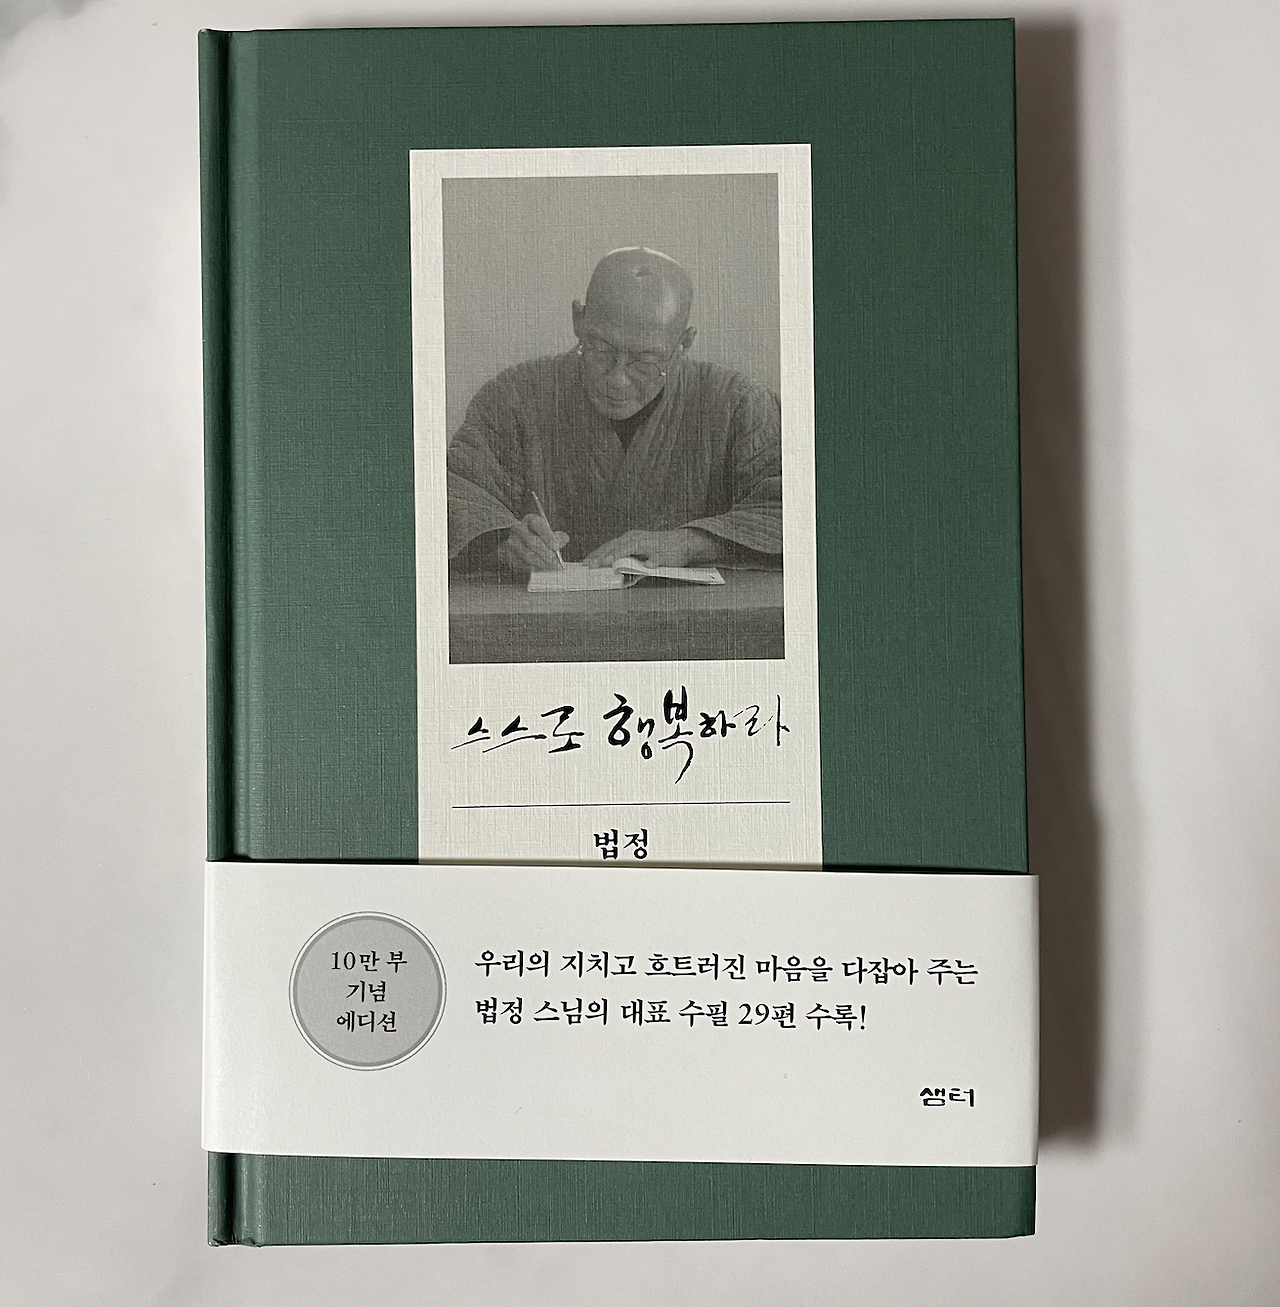 스스로 행복하라
법정
10만 부
기념
에디션
우리의 지치고 흐트러진 마음을 다잡아 주는
법정 스님의 대표 수필 29편 수록!
샘터